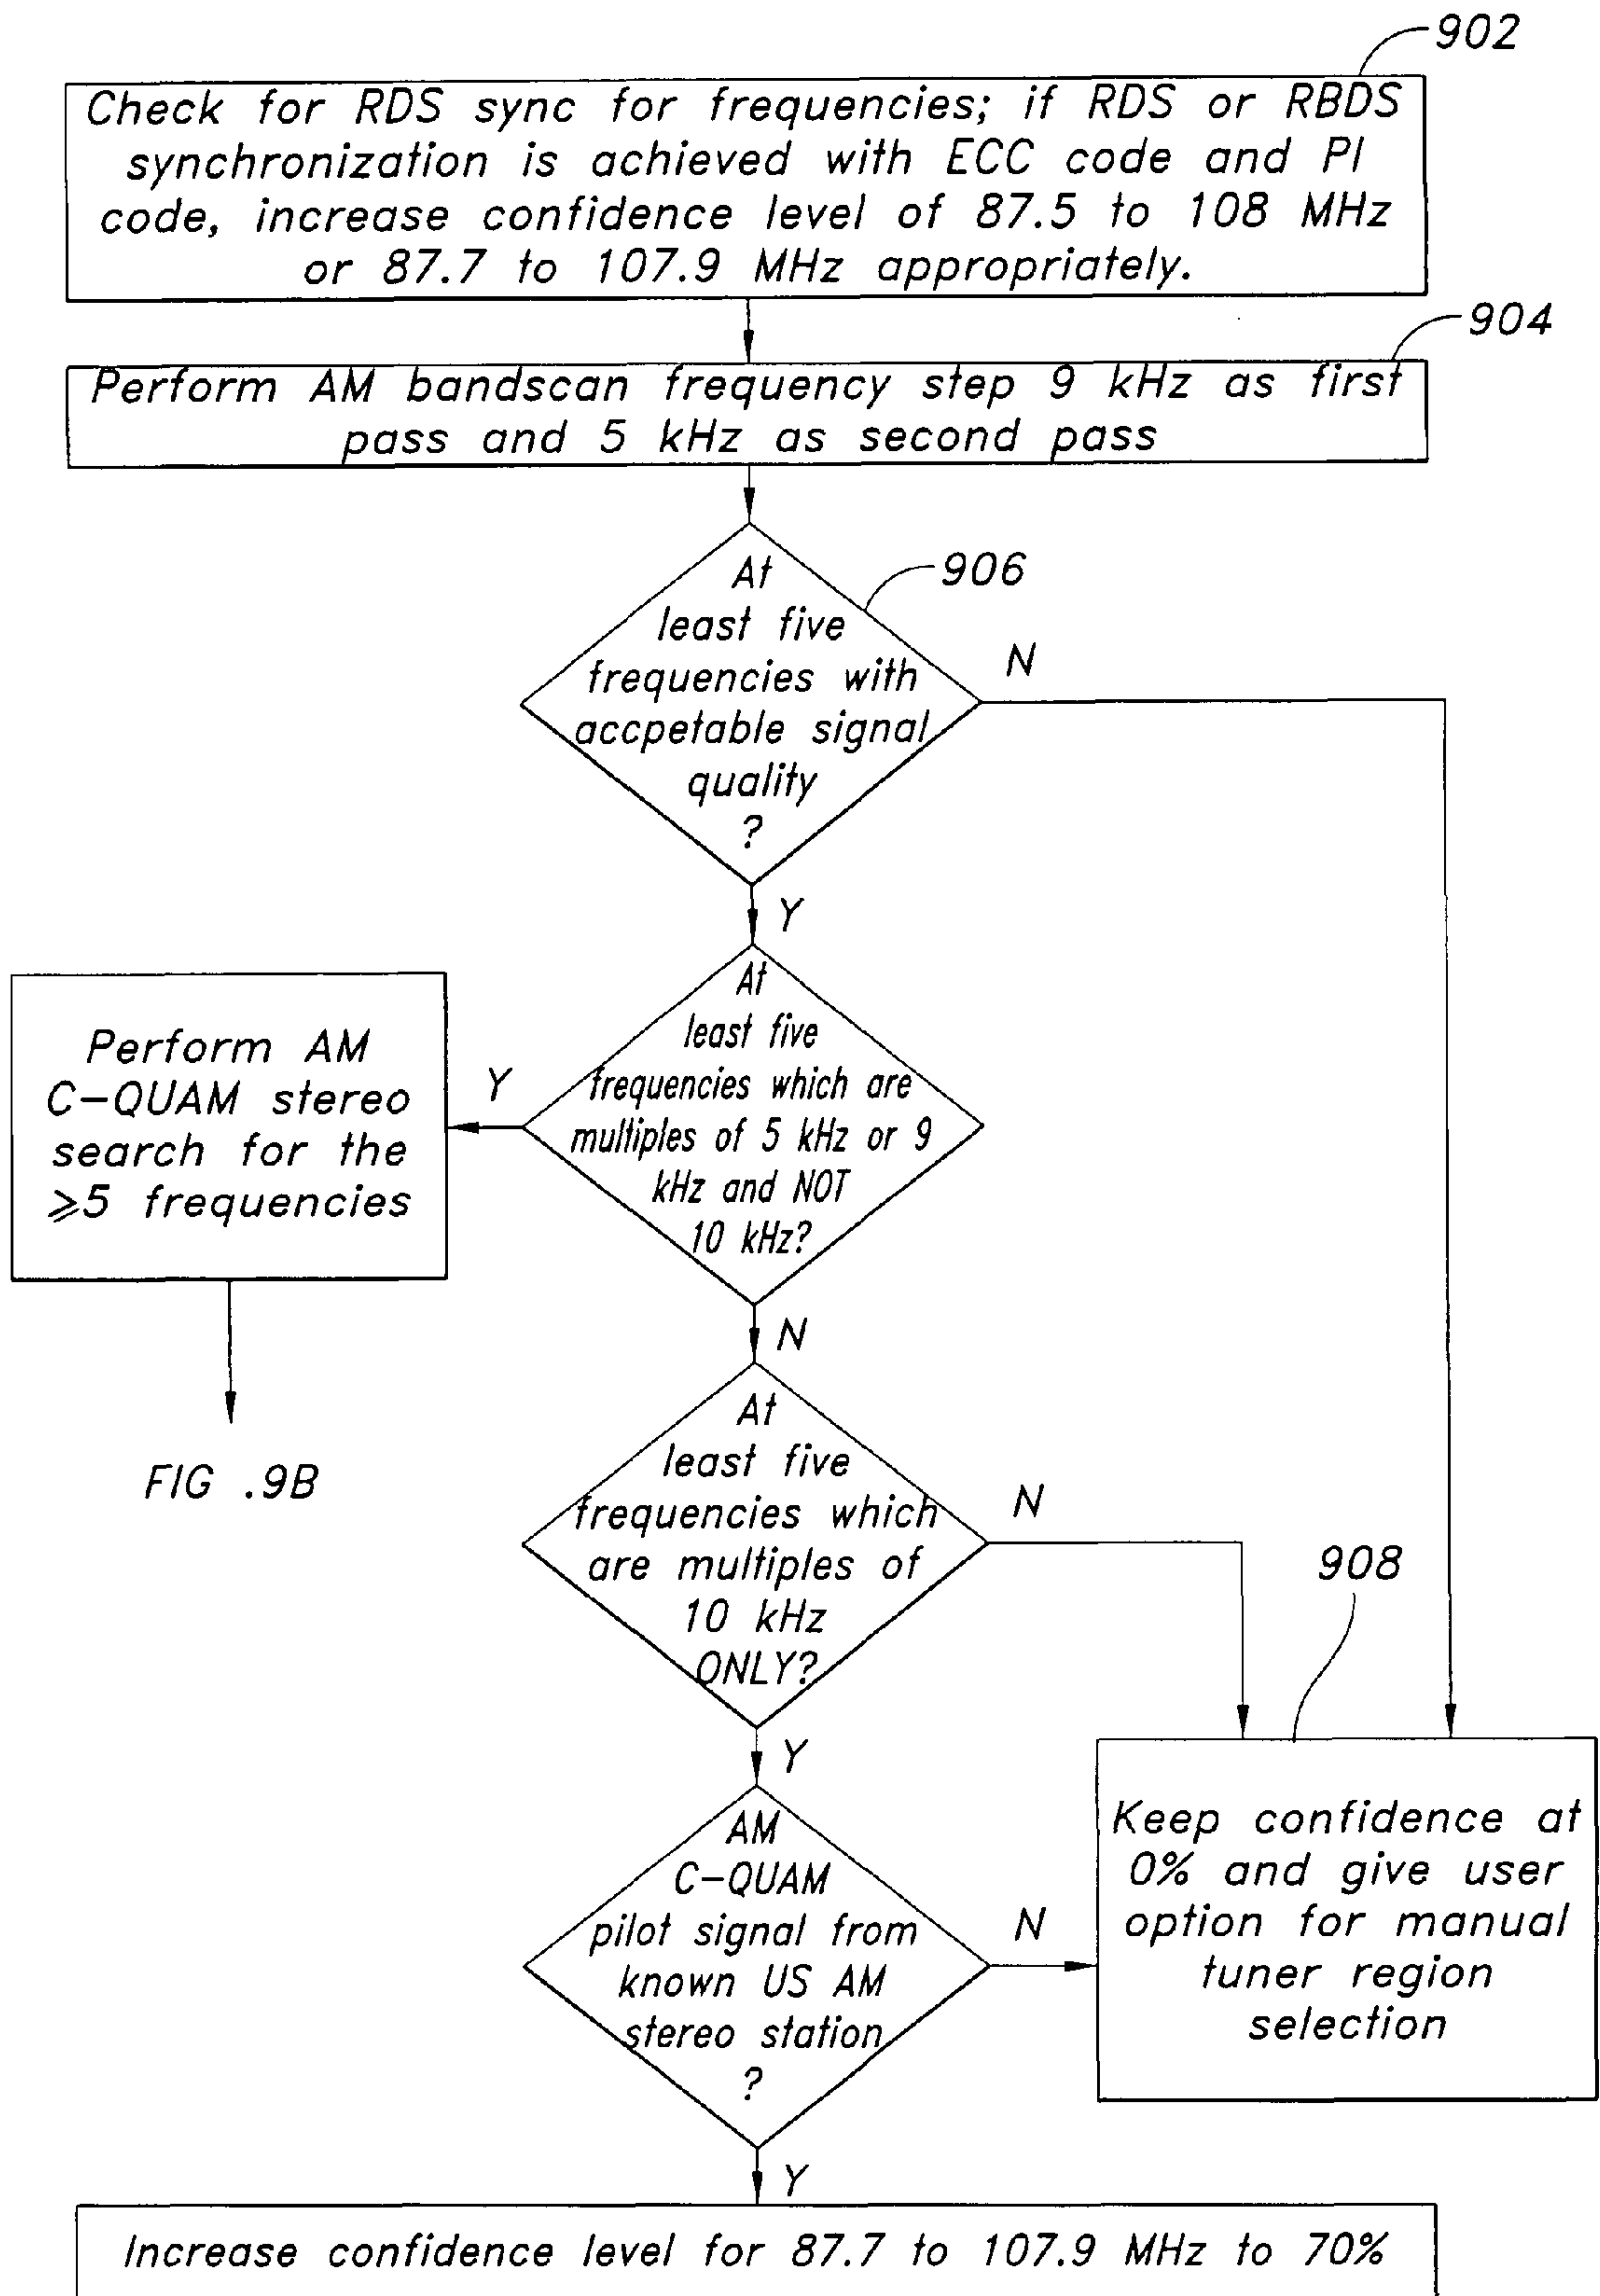 902
Check for RDS sync for frequencies; if RDS or RBDS
synchronization is achieved with ECC code and PI
code, increase confidence level of 87.5 to 108 MHz
or 87.7 to 107.9 MHz appropriately.
904
Perform AM bandscan frequency step 9 kHz as first
pass and 5 kHz as second pass
906
At
least five
frequencies with
accpetable signal
quality
?
N
Y
At
least five
frequencies which are
multiples of 5 kHz or 9
kHz and NOT
10 kHz?
Y
Perform AM
C-QUAM stereo
search for the
⩾5 frequencies
FIG .9B
N
At
least five
frequencies which
are multiples of
10 kHz
ONLY?
N
908
Y
AM
C-QUAM
pilot signal from
known US AM
stereo station
?
N
Keep confidence at
0% and give user
option for manual
tuner region
selection
Y
Increase confidence level for 87.7 to 107.9 MHz to 70%